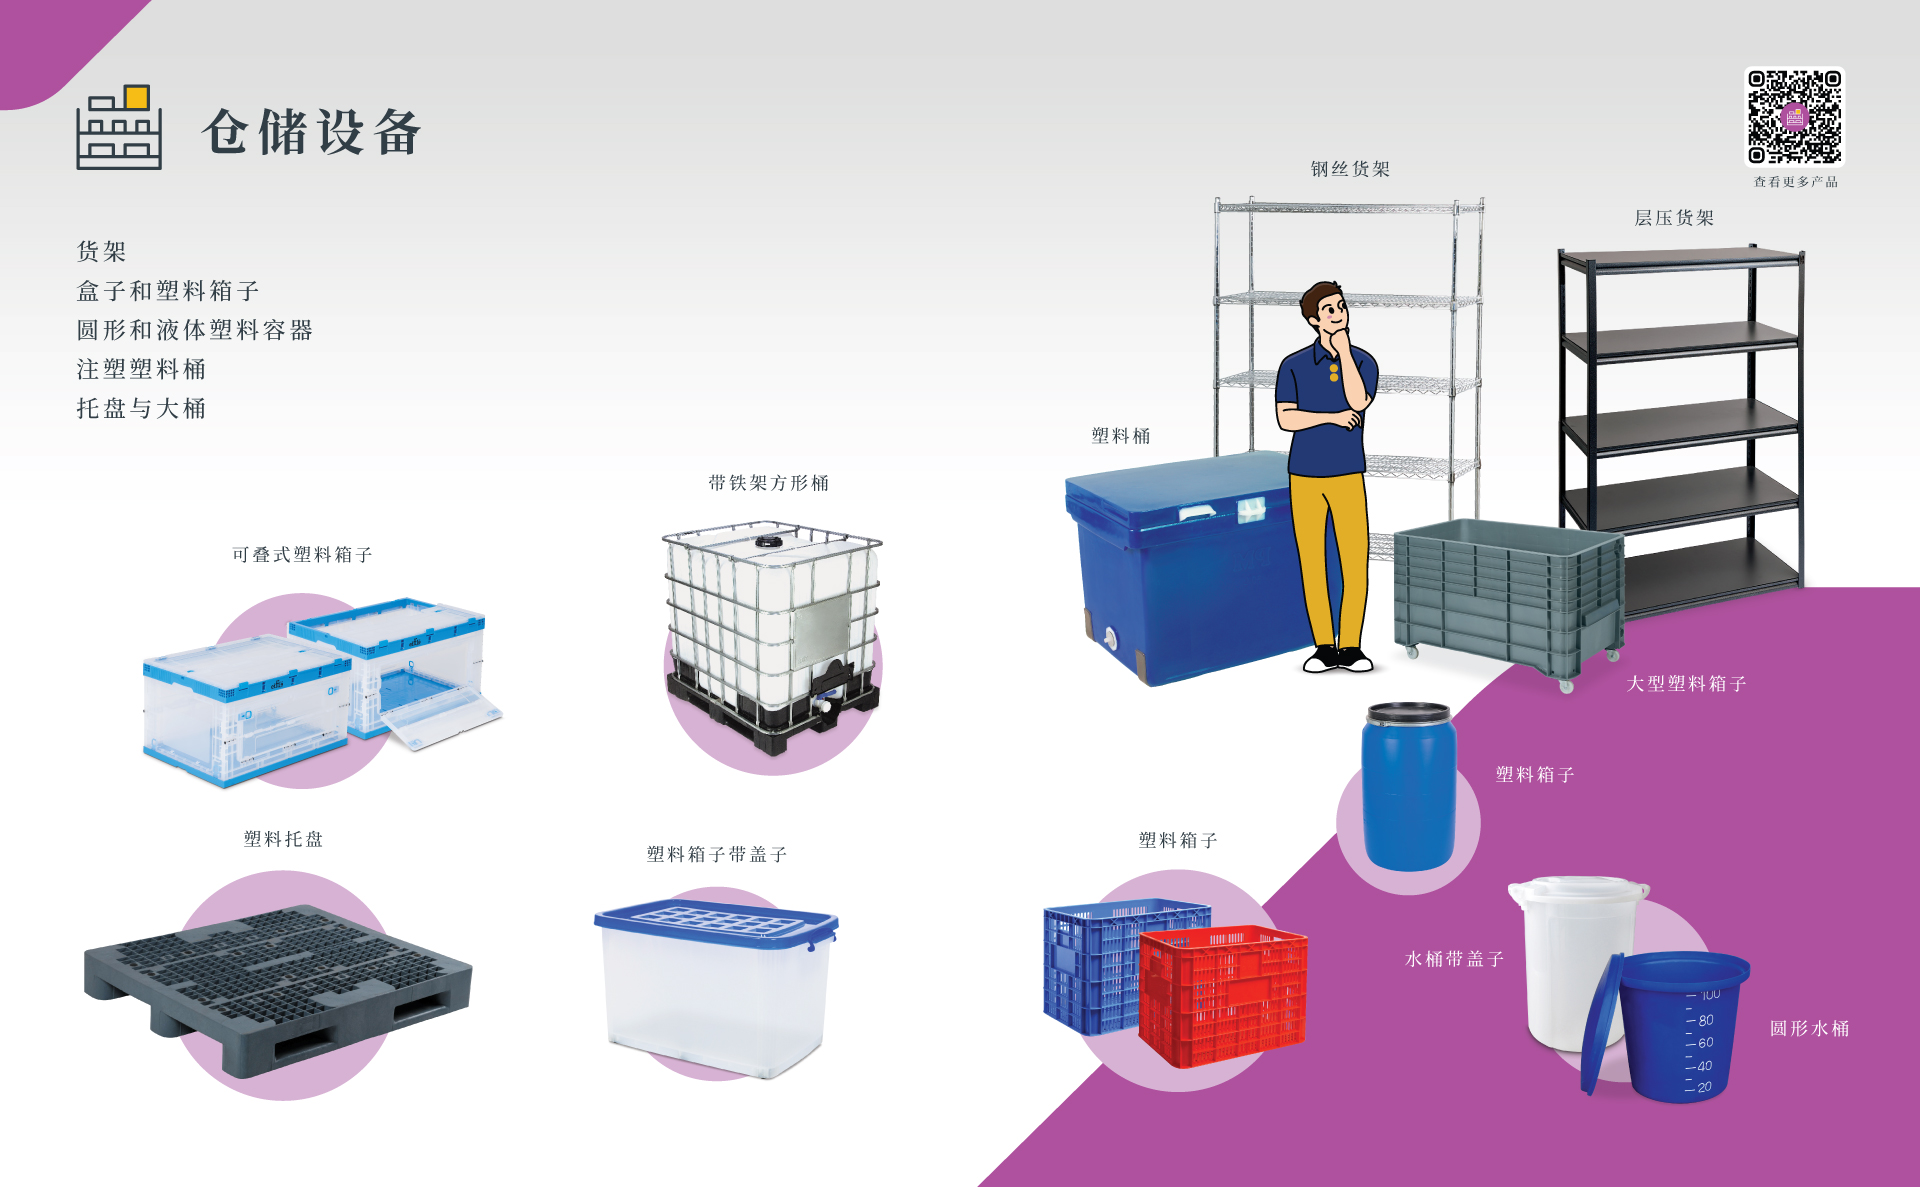 仓储设备
查看更多产品
货架
盒子和塑料箱子
圆形和液体塑料容器
注塑塑料桶
托盘与大桶
钢丝货架
层压货架
塑料桶
带铁架方形桶
可叠式塑料箱子
大型塑料箱子
塑料箱子
塑料托盘
塑料箱子带盖子
塑料箱子
水桶带盖子
圆形水桶
100
80
60
40
20